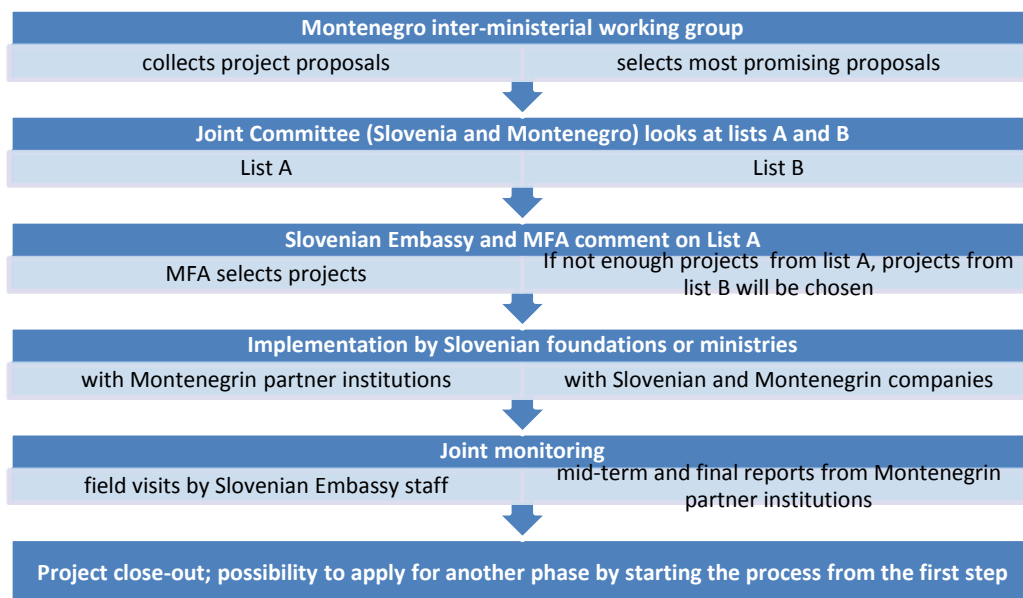 Montenegro inter-ministerial working group
collects project proposals
selects most promising proposals
Joint Committee (Slovenia and Montenegro) looks at lists A and B
List A
List B
Slovenian Embassy and MFA comment on List A
MFA selects projects
If not enough projects from list A, projects from
list B will be chosen
Implementation by Slovenian foundations or ministries
with Montenegrin partner institutions
with Slovenian and Montenegrin companies
Joint monitoring
field visits by Slovenian Embassy staff
mid-term and final reports from Montenegrin
partner institutions
Project close-out; possibility to apply for another phase by starting the process from the first step